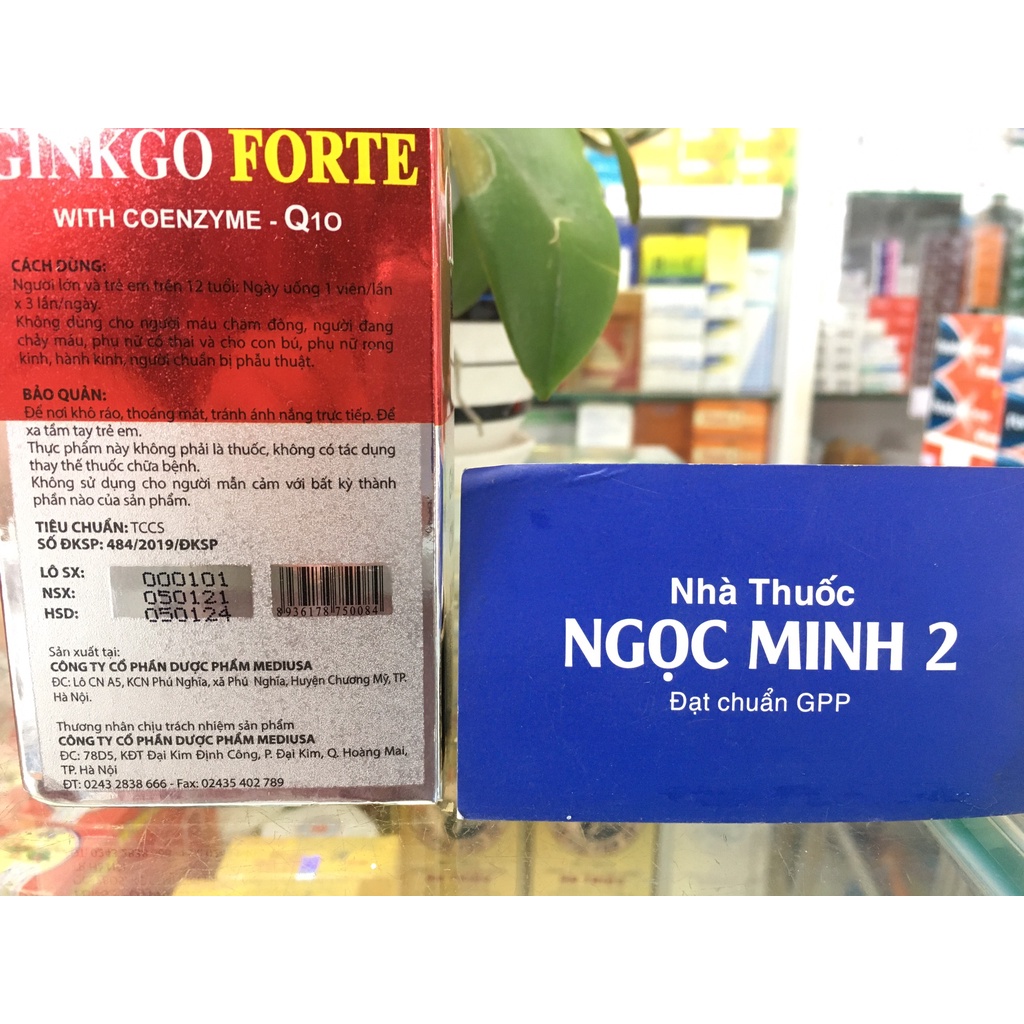 GINKGO FORTE
WITH COENZYME - Q10
CÁCH DÙNG:
Người lớn và trẻ em trên 12 tuổi: Ngày uống 1 viên/lần
x 3 lần/ngày.
Không dùng cho người máu chậm đông, người đang
chảy máu, phụ nữ có thai và cho con bú, phụ nữ rong
kinh, hành kinh, người chuẩn bị phẫu thuật.
BẢO QUẢN:
Để nơi khô ráo, thoáng mát, tránh ánh nắng trực tiếp. Để
xa tầm tay trẻ em.
Thực phẩm này không phải là thuốc, không có tác dụng
thay thế thuốc chữa bệnh.
Không sử dụng cho người mẫn cảm với bất kỳ thành
phần nào của sản phẩm.
TIÊU CHUẨN: TCCS
SỐ ĐKSP: 484/2019/ĐKSP
LÔ SX: 000101
NSX: 050121
HSD: 050124
8936178750084
Sản xuất tại:
CÔNG TY CỔ PHẦN DƯỢC PHẨM MEDIUSA
ĐC: Lô CN A5, KCN Phú Nghĩa, xã Phú Nghĩa, Huyện Chương Mỹ, TP.
Hà Nội.
Thương nhân chịu trách nhiệm sản phẩm
CÔNG TY CỔ PHẦN DƯỢC PHẨM MEDIUSA
ĐC: 78D5, KĐT Đại Kim Định Công, P. Đại Kim, Q. Hoàng Mai,
TP. Hà Nội
ĐT: 0243 2838 666 - Fax: 02435 402 789
Nhà Thuốc
NGỌC MINH 2
Đạt chuẩn GPP